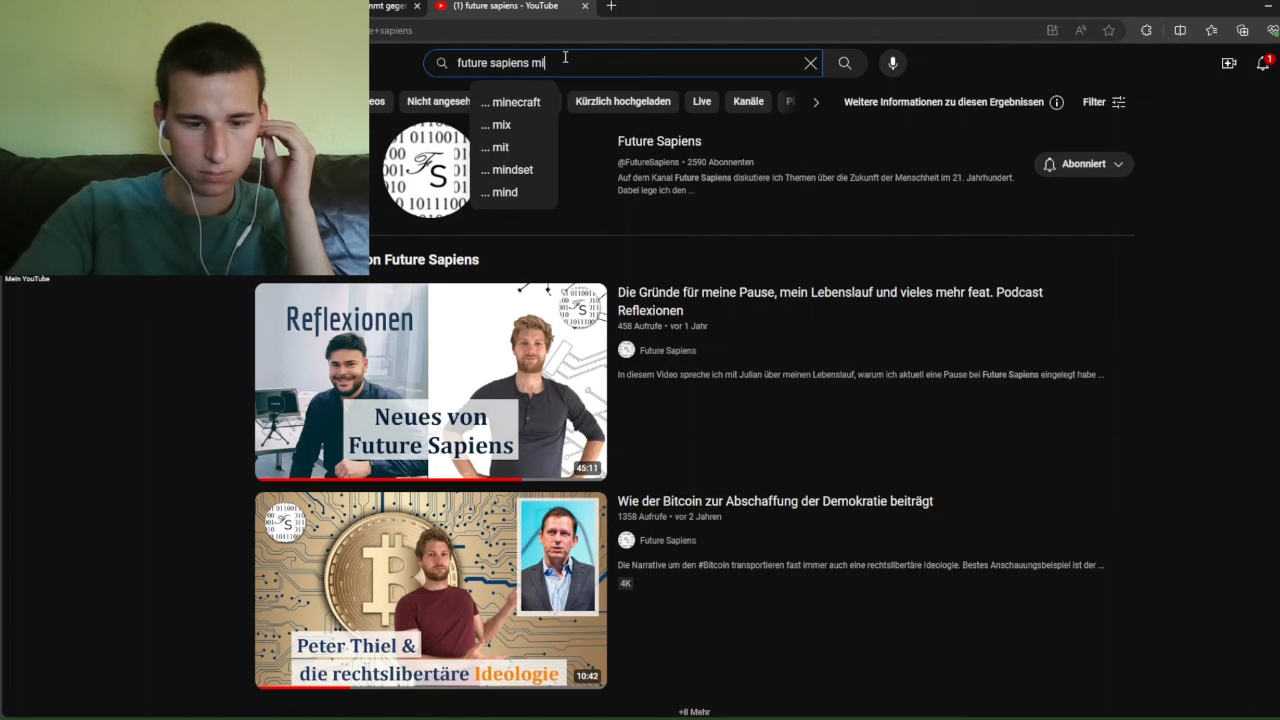 (1) future sapiens - YouTube
e+sapiens
future sapiens mi
1
eos
Nicht angeseh
Kürzlich hochgeladen
Live
Kanäle
Weitere Informationen zu diesen Ergebnissen
Filter
... minecraft
... mix
... mit
... mindset
... mind
Future Sapiens
@FutureSapiens • 2590 Abonnenten
Auf dem Kanal Future Sapiens diskutiere ich Themen über die Zukunft der Menschheit im 21. Jahrhundert.
Dabei lege ich den ...
Abonniert
FS
on Future Sapiens
Mein YouTube
Reflexionen
Neues von
Future Sapiens
45:11
Die Gründe für meine Pause, mein Lebenslauf und vieles mehr feat. Podcast
Reflexionen
458 Aufrufe • vor 1 Jahr
Future Sapiens
In diesem Video spreche ich mit Julian über meinen Lebenslauf, warum ich aktuell eine Pause bei Future Sapiens eingelegt habe ...
Peter Thiel &
die rechtslibertäre Ideologie
10:42
Wie der Bitcoin zur Abschaffung der Demokratie beiträgt
1358 Aufrufe • vor 2 Jahren
Future Sapiens
Die Narrative um den #Bitcoin transportieren fast immer auch eine rechtslibertäre Ideologie. Bestes Anschauungsbeispiel ist der ...
4K
+8 Mehr